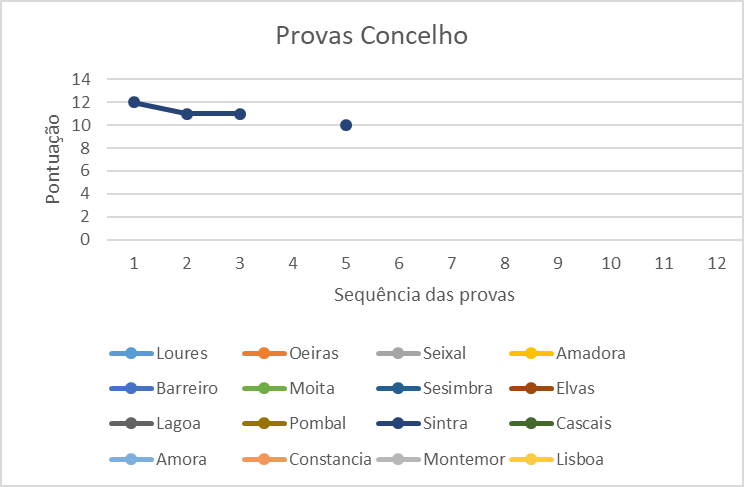 Provas Concelho
14
12
10
8
6
4
2
0
Pontuação
1 2 3 4 5 6 7 8 9 10 11 12
Sequência das provas
Loures Oeiras Seixal Amadora
Barreiro Moita Sesimbra Elvas
Lagoa Pombal Sintra Cascais
Amora Constancia Montemor Lisboa